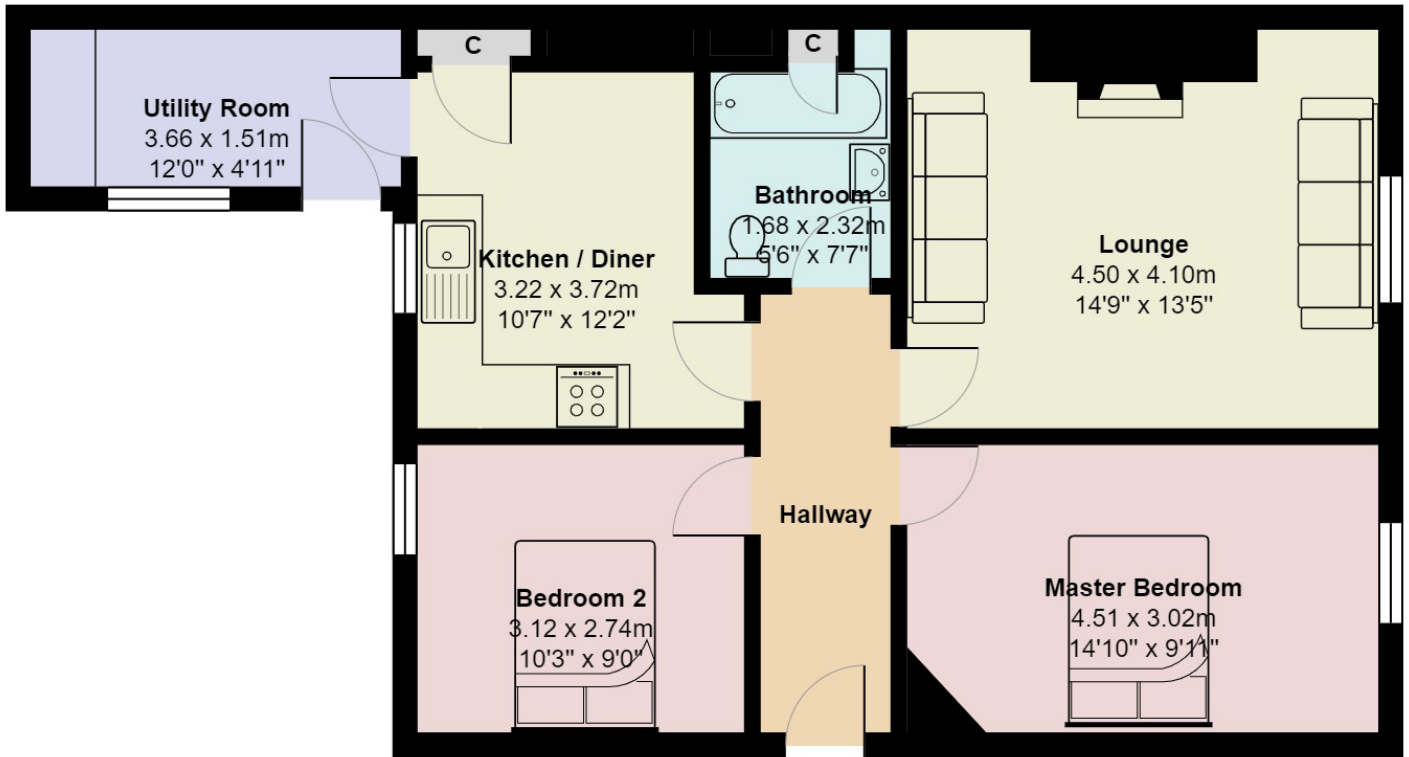 C
C
Utility Room
3.66 x 1.51m
12'0" x 4'11"
Bathroom
1.68 x 2.32m
5'6" x 7'7"
Kitchen / Diner
3.22 x 3.72m
10'7" x 12'2"
Lounge
4.50 x 4.10m
14'9" x 13'5"
Hallway
Bedroom 2
3.12 x 2.74m
10'3" x 9'0"
Master Bedroom
4.51 x 3.02m
14'10" x 9'11"